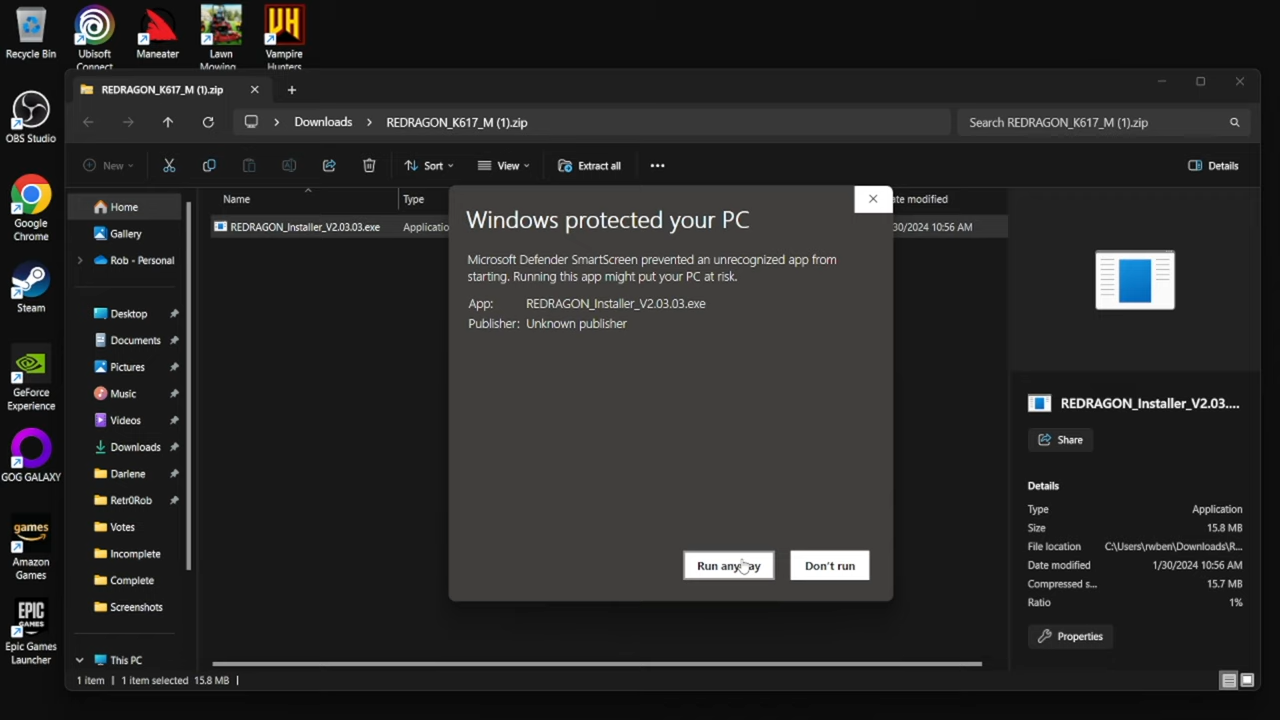 Recycle Bin
Ubisoft
Connect
Maneater
Lawn
Mowing
VH
Vampire
Hunters
OBS Studio
Google
Chrome
Steam
GeForce
Experience
GOG GALAXY
games
Amazon
Games
EPIC
GAMES
Epic Games
Launcher
REDRAGON_K617_M (1).zip
Downloads
REDRAGON_K617_M (1).zip
Search REDRAGON_K617_M (1).zip
New
Sort
View
Extract all
Details
Home
Gallery
Rob - Personal
Desktop
Documents
Pictures
Music
Videos
Downloads
Darlene
Retr0Rob
Votes
Incomplete
Complete
Screenshots
This PC
Name
Type
ate modified
REDRAGON_Installer_V2.03.03.exe
Applicatio
/30/2024 10:56 AM
Windows protected your PC
Microsoft Defender SmartScreen prevented an unrecognized app from
starting. Running this app might put your PC at risk.
App: REDRAGON_Installer_V2.03.03.exe
Publisher: Unknown publisher
Run anyway
Don't run
REDRAGON_Installer_V2.03....
Share
Details
Type Application
Size 15.8 MB
File location C:\Users\rwben\Downloads\R...
Date modified 1/30/2024 10:56 AM
Compressed s... 15.7 MB
Ratio 1%
Properties
1 item
1 item selected 15.8 MB